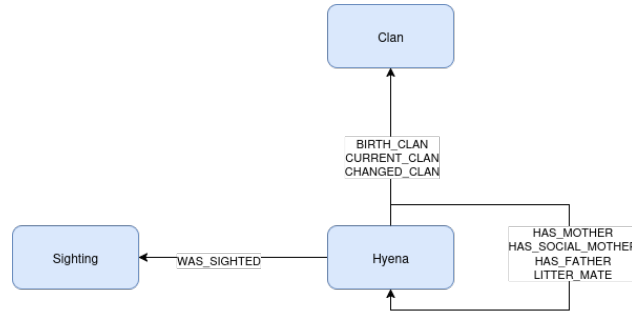 Clan
BIRTH_CLAN
CURRENT_CLAN
CHANGED_CLAN
Sighting
WAS_SIGHTED
Hyena
HAS_MOTHER
HAS_SOCIAL_MOTHER
HAS_FATHER
LITTER_MATE